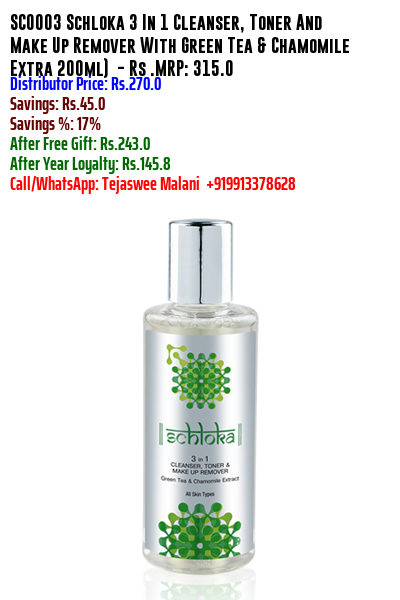 SC0003 Schloka 3 In 1 Cleanser, Toner And
Make Up Remover With Green Tea & Chamomile
Extra 200ml) - Rs .MRP: 315.0
Distributor Price: Rs.270.0
Savings: Rs.45.0
Savings %: 17%
After Free Gift: Rs.243.0
After Year Loyalty: Rs.145.8
Call/WhatsApp: Tejaswee Malani +919913378628
schloka
3 in 1
CLEANSER, TONER &
MAKE UP REMOVER
Green Tea & Chamomile Extract
All Skin Types